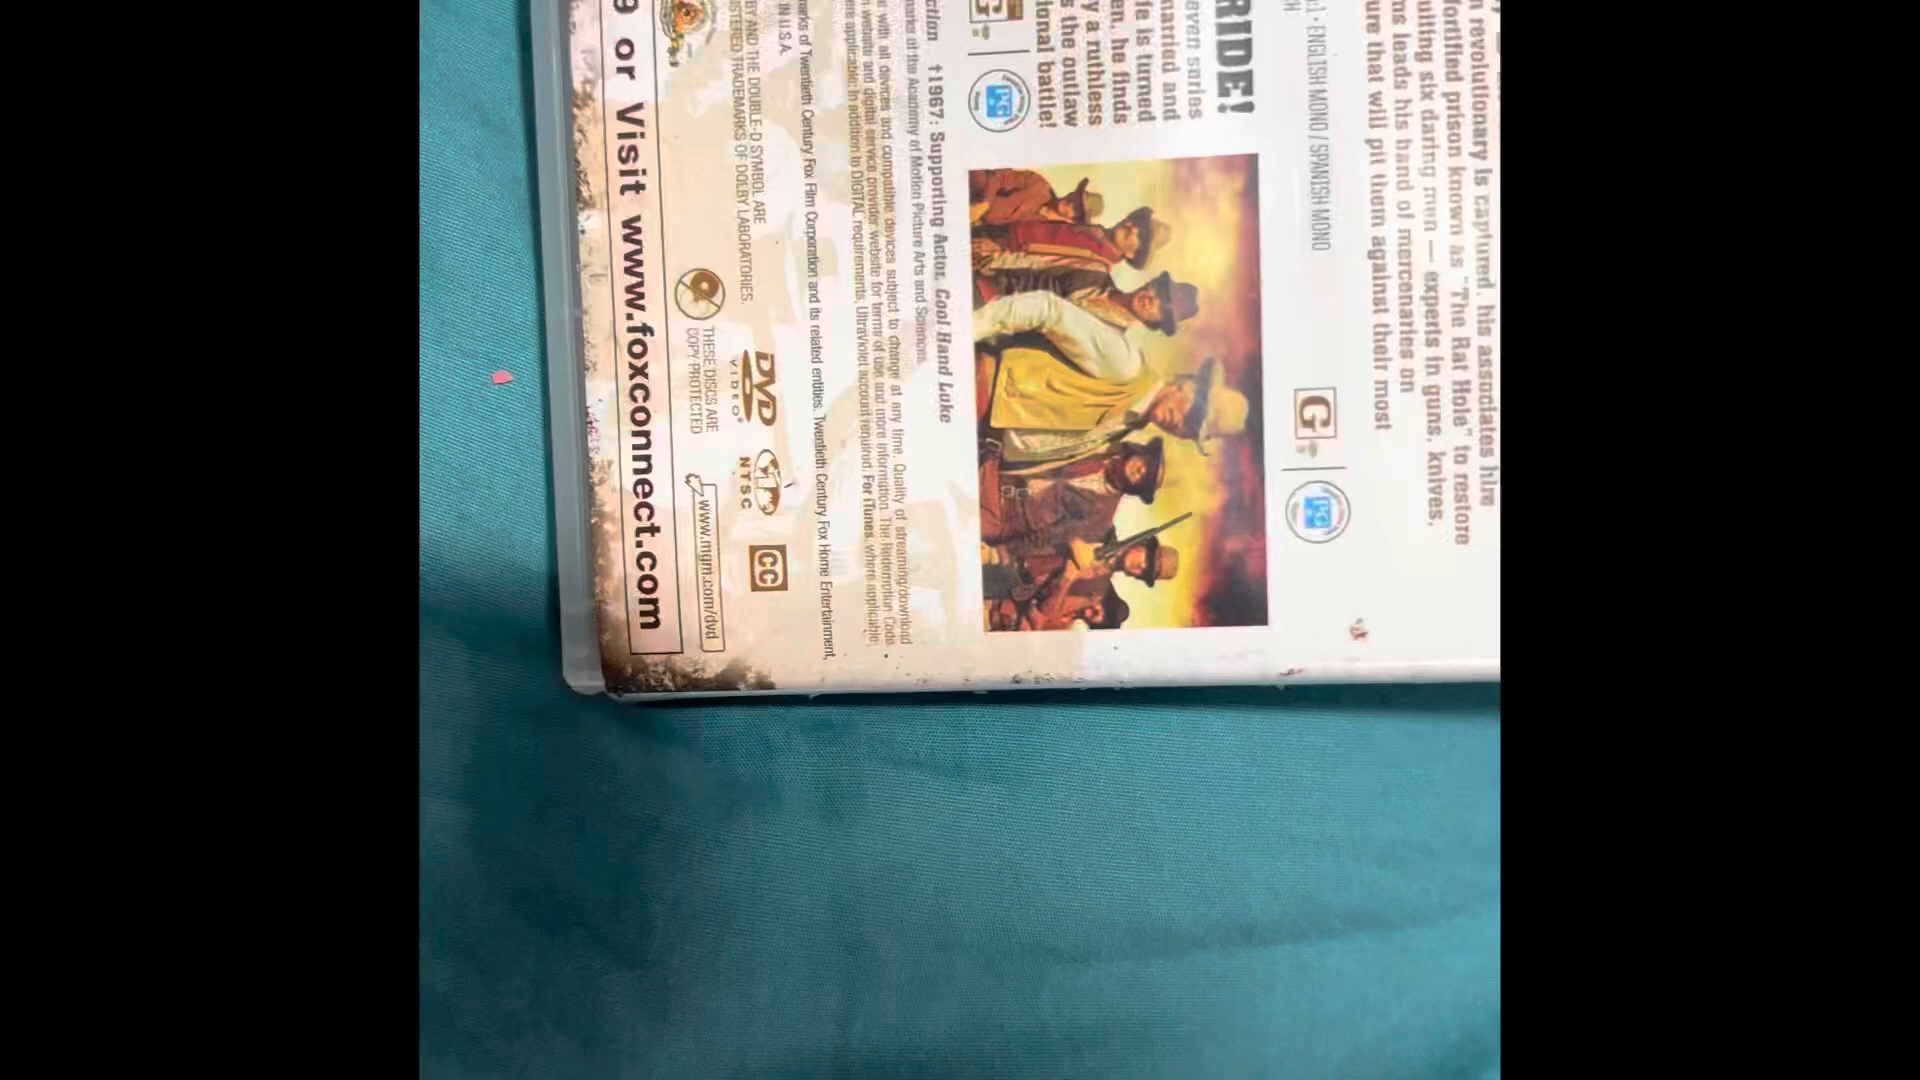 n revolutionary is captured, his associates hire
fortified prison known as "The Rat Hole" to restore
uiting six daring men — experts in guns, knives,
ns leads his band of mercenaries on
ure that will pit them against their most
:1 · ENGLISH MONO / SPANISH MONO
G
PG
RIDE!
even series
married and
fe is turned
en, he finds
y a ruthless
s the outlaw
ional battle!
G
PG
ction †1967: Supporting Actor, Cool Hand Luke
marks of the Academy of Motion Picture Arts and Sciences.
e with all devices and compatible devices subject to change at any time. Quality of streaming/download
website and digital service provider website for terms of use and more information. The Redemption Code
re applicable: In addition to DIGITAL requirements, UltraViolet account required. For iTunes, where applicable,
marks of Twentieth Century Fox Film Corporation and its related entities. Twentieth Century Fox Home Entertainment,
IN U.S.A.
BY AND THE DOUBLE-D SYMBOL ARE
ISTERED TRADEMARKS OF DOLBY LABORATORIES.
DVD
VIDEO
NTSC
CC
THESE DISCS ARE
COPY PROTECTED
www.mgm.com/dvd
9 or Visit www.foxconnect.com